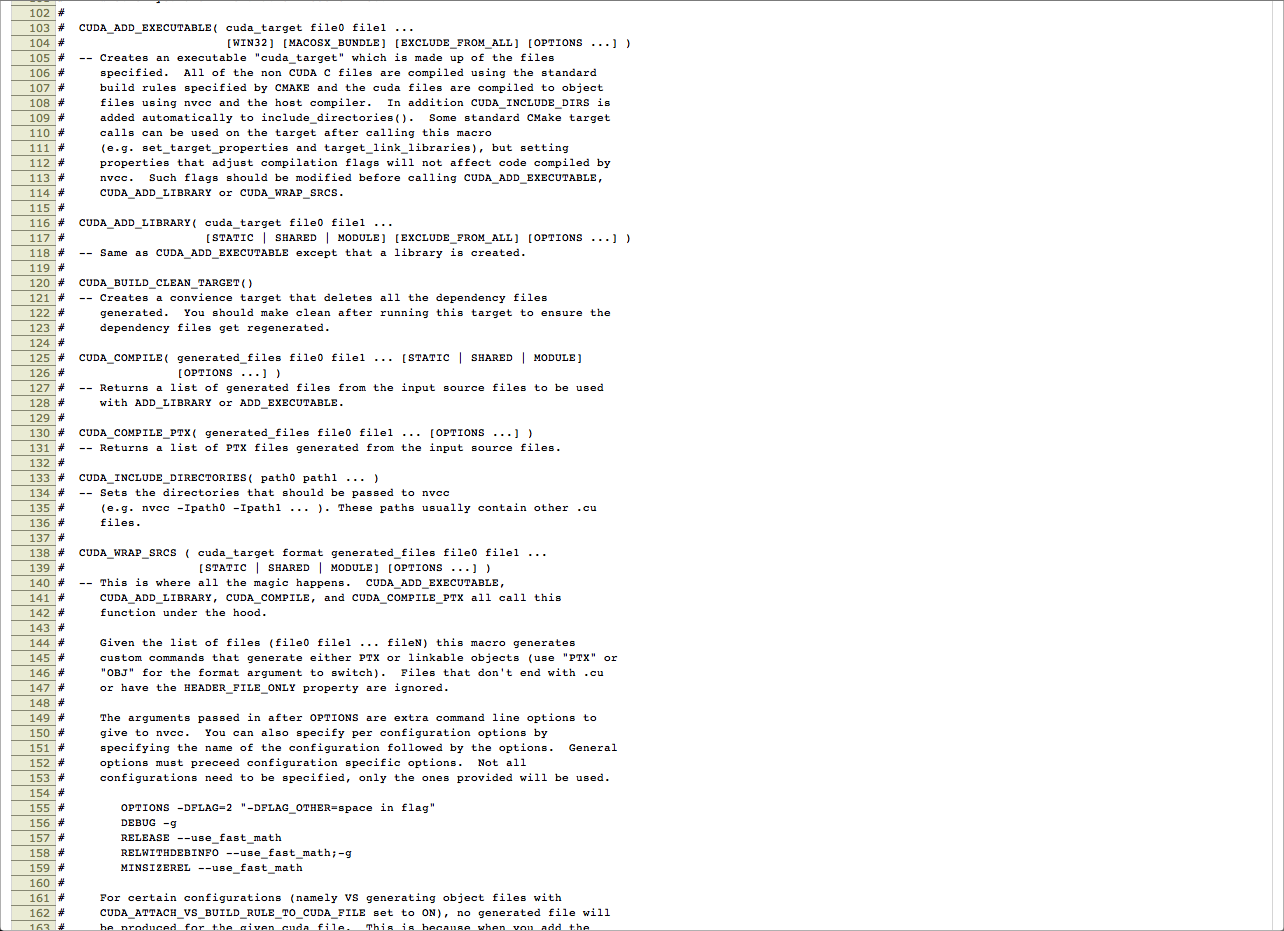 102 #
103 #  CUDA_ADD_EXECUTABLE( cuda_target file0 file1 ...
104 #                       [WIN32] [MACOSX_BUNDLE] [EXCLUDE_FROM_ALL] [OPTIONS ...] )
105 #  -- Creates an executable "cuda_target" which is made up of the files
106 #     specified.  All of the non CUDA C files are compiled using the standard
107 #     build rules specified by CMAKE and the cuda files are compiled to object
108 #     files using nvcc and the host compiler.  In addition CUDA_INCLUDE_DIRS is
109 #     added automatically to include_directories().  Some standard CMake target
110 #     calls can be used on the target after calling this macro
111 #     (e.g. set_target_properties and target_link_libraries), but setting
112 #     properties that adjust compilation flags will not affect code compiled by
113 #     nvcc.  Such flags should be modified before calling CUDA_ADD_EXECUTABLE,
114 #     CUDA_ADD_LIBRARY or CUDA_WRAP_SRCS.
115 #
116 #  CUDA_ADD_LIBRARY( cuda_target file0 file1 ...
117 #                    [STATIC | SHARED | MODULE] [EXCLUDE_FROM_ALL] [OPTIONS ...] )
118 #  -- Same as CUDA_ADD_EXECUTABLE except that a library is created.
119 #
120 #  CUDA_BUILD_CLEAN_TARGET()
121 #  -- Creates a convience target that deletes all the dependency files
122 #     generated.  You should make clean after running this target to ensure the
123 #     dependency files get regenerated.
124 #
125 #  CUDA_COMPILE( generated_files file0 file1 ... [STATIC | SHARED | MODULE]
126 #                [OPTIONS ...] )
127 #  -- Returns a list of generated files from the input source files to be used
128 #     with ADD_LIBRARY or ADD_EXECUTABLE.
129 #
130 #  CUDA_COMPILE_PTX( generated_files file0 file1 ... [OPTIONS ...] )
131 #  -- Returns a list of PTX files generated from the input source files.
132 #
133 #  CUDA_INCLUDE_DIRECTORIES( path0 path1 ... )
134 #  -- Sets the directories that should be passed to nvcc
135 #     (e.g. nvcc -Ipath0 -Ipath1 ... ). These paths usually contain other .cu
136 #     files.
137 #
138 #  CUDA_WRAP_SRCS ( cuda_target format generated_files file0 file1 ...
139 #                   [STATIC | SHARED | MODULE] [OPTIONS ...] )
140 #  -- This is where all the magic happens.  CUDA_ADD_EXECUTABLE,
141 #     CUDA_ADD_LIBRARY, CUDA_COMPILE, and CUDA_COMPILE_PTX all call this
142 #     function under the hood.
143 #
144 #     Given the list of files (file0 file1 ... fileN) this macro generates
145 #     custom commands that generate either PTX or linkable objects (use "PTX" or
146 #     "OBJ" for the format argument to switch).  Files that don't end with .cu
147 #     or have the HEADER_FILE_ONLY property are ignored.
148 #
149 #     The arguments passed in after OPTIONS are extra command line options to
150 #     give to nvcc.  You can also specify per configuration options by
151 #     specifying the name of the configuration followed by the options.  General
152 #     options must preceed configuration specific options.  Not all
153 #     configurations need to be specified, only the ones provided will be used.
154 #
155 #        OPTIONS -DFLAG=2 "-DFLAG_OTHER=space in flag"
156 #        DEBUG -g
157 #        RELEASE --use_fast_math
158 #        RELWITHDEBINFO --use_fast_math;-g
159 #        MINSIZEREL --use_fast_math
160 #
161 #     For certain configurations (namely VS generating object files with
162 #     CUDA_ATTACH_VS_BUILD_RULE_TO_CUDA_FILE set to ON), no generated file will
163 #     be produced for the given cuda file.  This is because when you add the